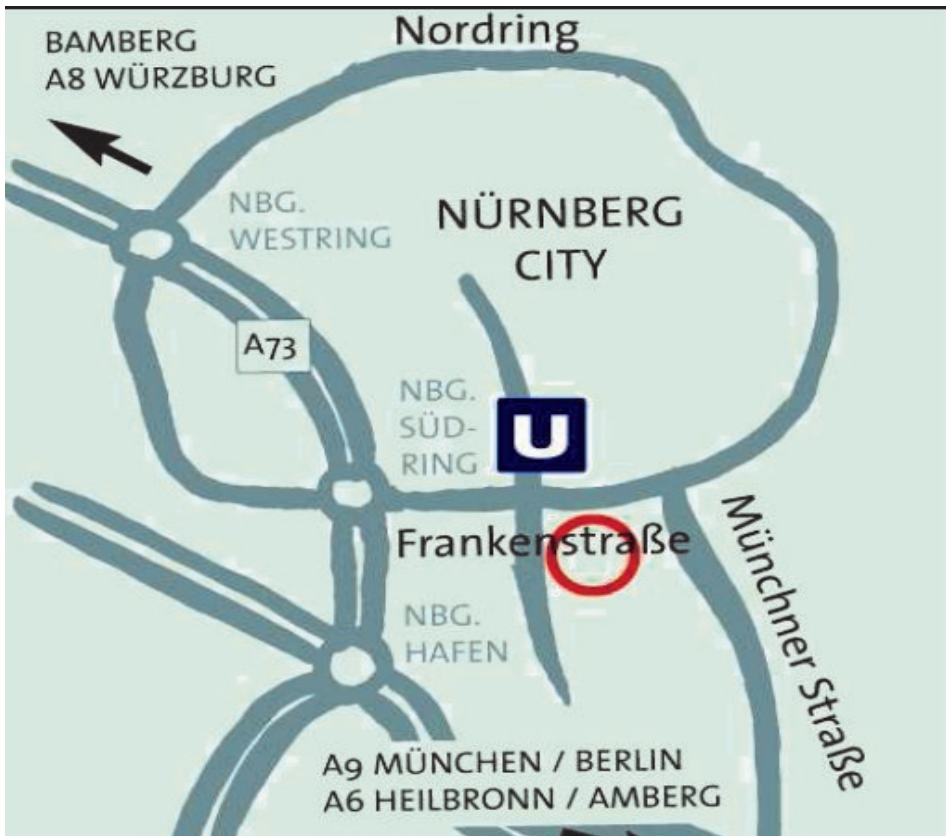 Nordring
BAMBERG
A8 WÜRZBURG
NBG.
WESTRING
NÜRNBERG
CITY
A73
NBG.
SÜD-
RING
U
Frankenstraße
Münchner Straße
NBG.
HAFEN
A9 MÜNCHEN / BERLIN
A6 HEILBRONN / AMBERG